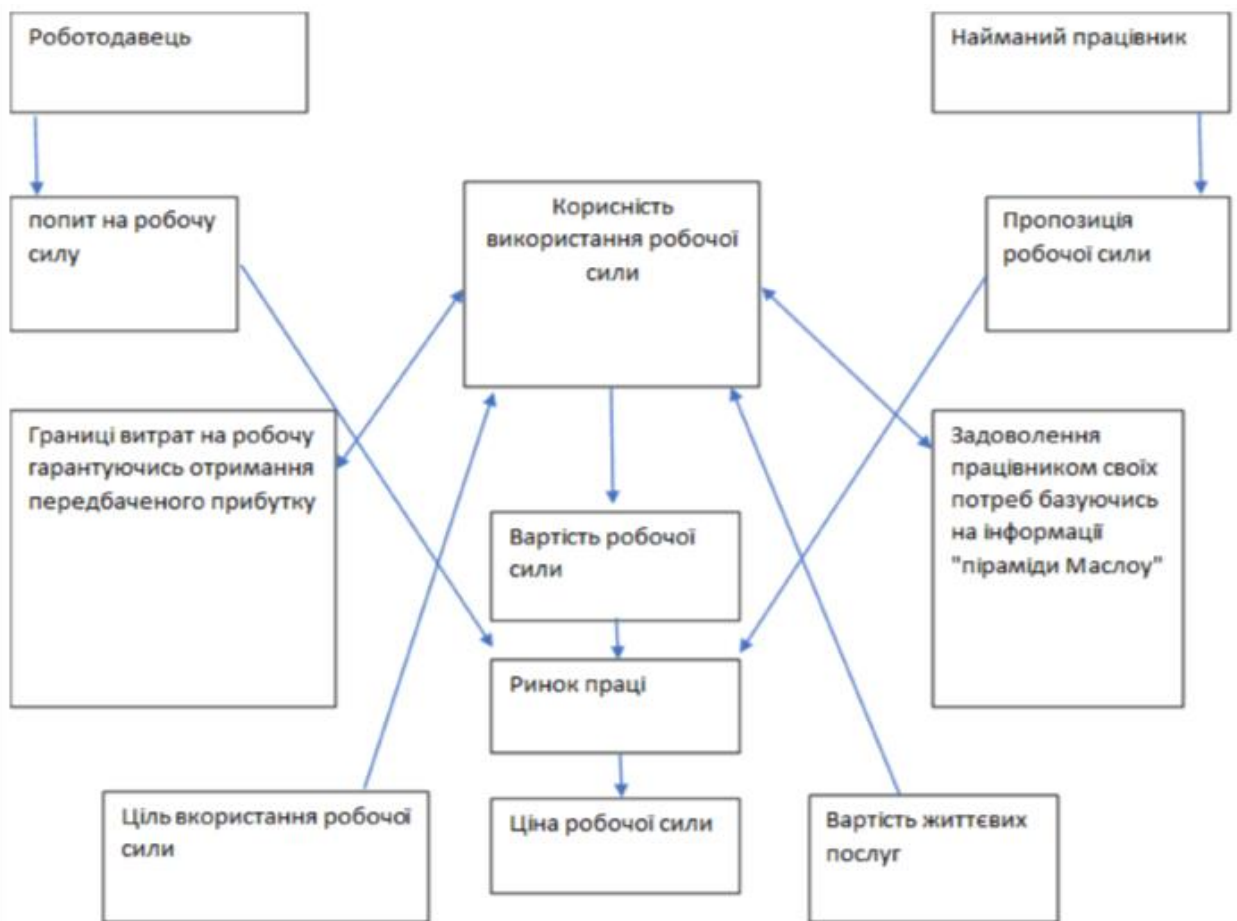 Роботодавець
Найманий працівник
попит на робочу
силу
Корисність
використання робочої
сили
Пропозиція
робочої сили
Границі витрат на робочу
гарантуючись отримання
передбаченого прибутку
Задоволення
працівником своїх
потреб базуючись
на інформації
"піраміди Маслоу"
Вартість робочої
сили
Ринок праці
Ціль вкористання робочої
сили
Ціна робочої сили
Вартість життєвих
послуг